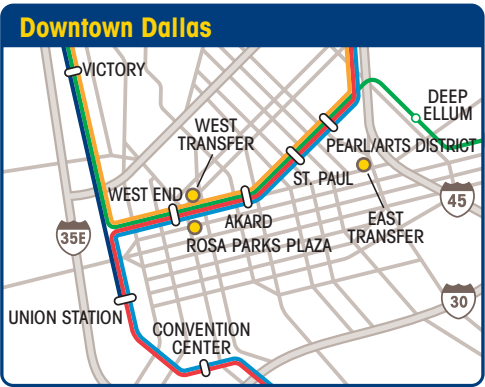 Downtown Dallas
VICTORY
DEEP
ELLUM
WEST
TRANSFER
PEARL/ARTS DISTRICT
ST. PAUL
WEST END
45
AKARD
EAST
TRANSFER
35E
ROSA PARKS PLAZA
30
UNION STATION
CONVENTION
CENTER